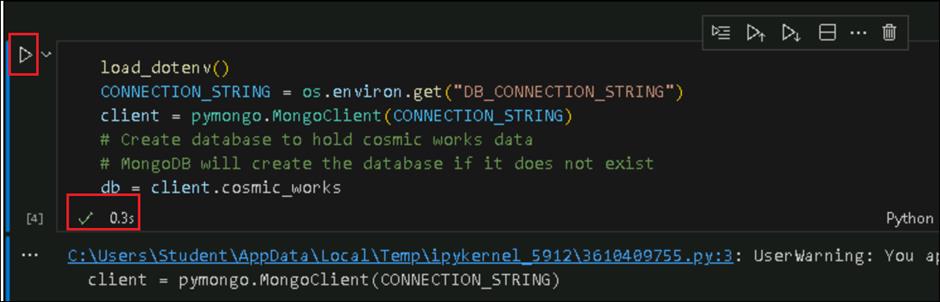 load_dotenv()
CONNECTION_STRING = os.environ.get("DB_CONNECTION_STRING")
client = pymongo.MongoClient(CONNECTION_STRING)
# Create database to hold cosmic works data
# MongoDB will create the database if it does not exist
db = client.cosmic_works
[4] 0.3s Python
... C:\Users\Student\AppData\Local\Temp\ipykernel_5912\3610409755.py:3: UserWarning: You ap
client = pymongo.MongoClient(CONNECTION_STRING)